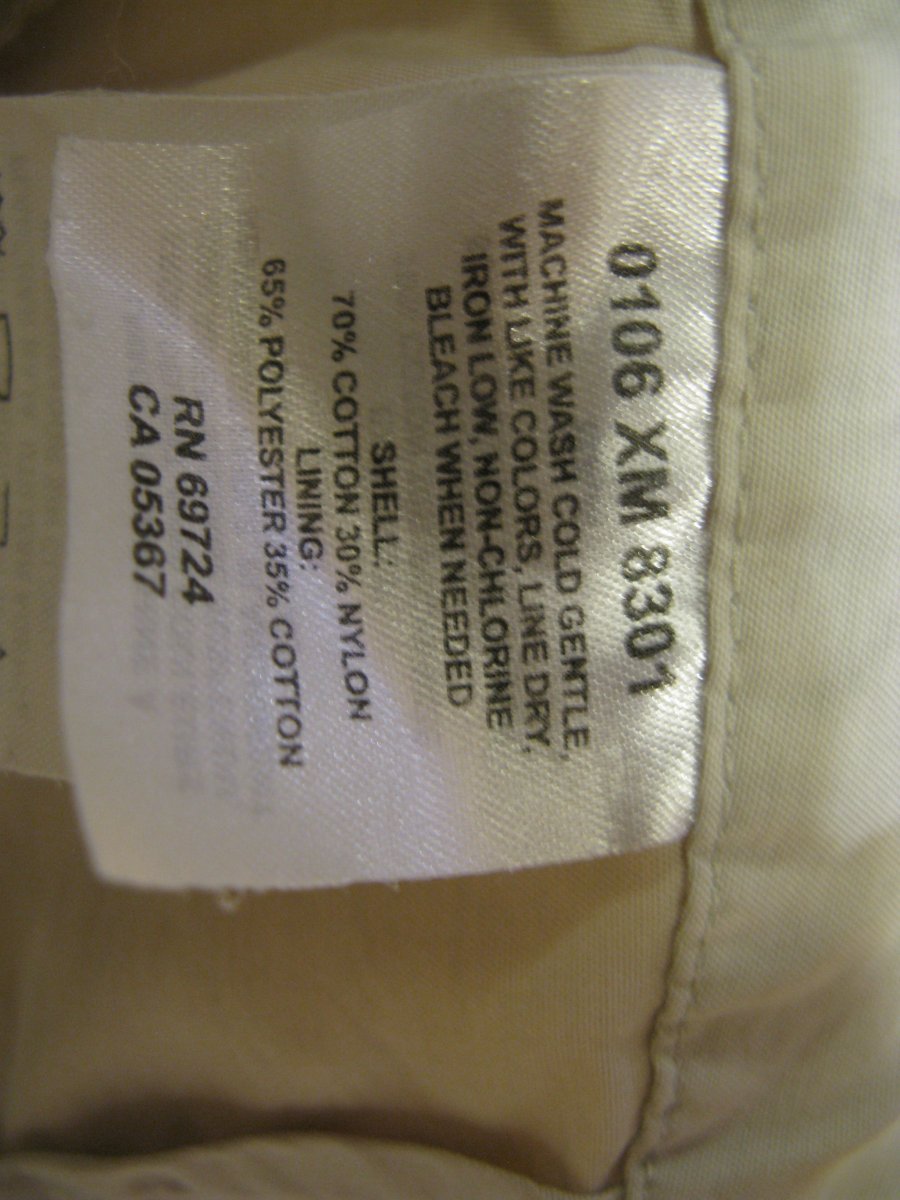 0106 XM 8301
MACHINE WASH COLD GENTLE,
WITH LIKE COLORS, LINE DRY,
IRON LOW, NON-CHLORINE
BLEACH WHEN NEEDED
SHELL:
70% COTTON 30% NYLON
LINING:
65% POLYESTER 35% COTTON
RN 69724
CA 05367